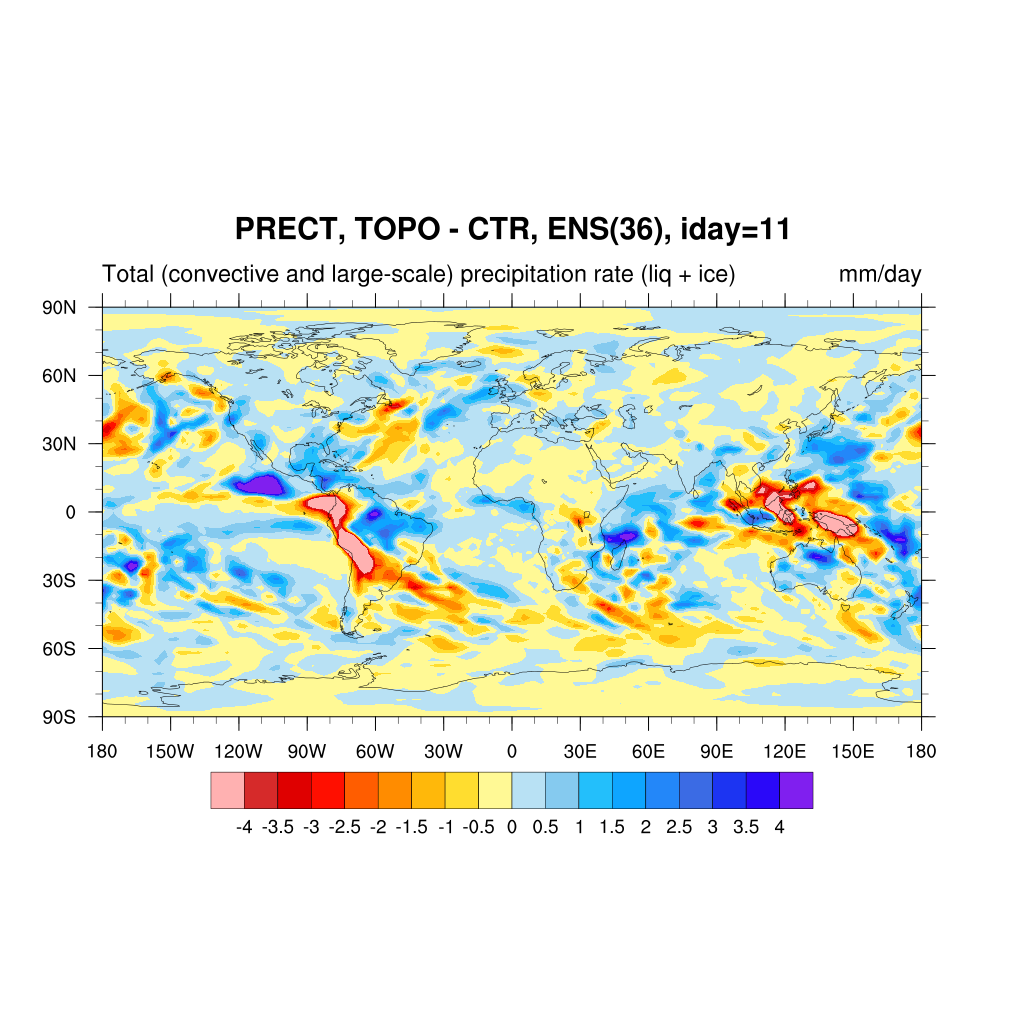 PRECT, TOPO - CTR, ENS(36), iday=11
Total (convective and large-scale) precipitation rate (liq + ice) mm/day
90N
60N
30N
0
30S
60S
90S
180 150W 120W 90W 60W 30W 0 30E 60E 90E 120E 150E 180
-4 -3.5 -3 -2.5 -2 -1.5 -1 -0.5 0 0.5 1 1.5 2 2.5 3 3.5 4